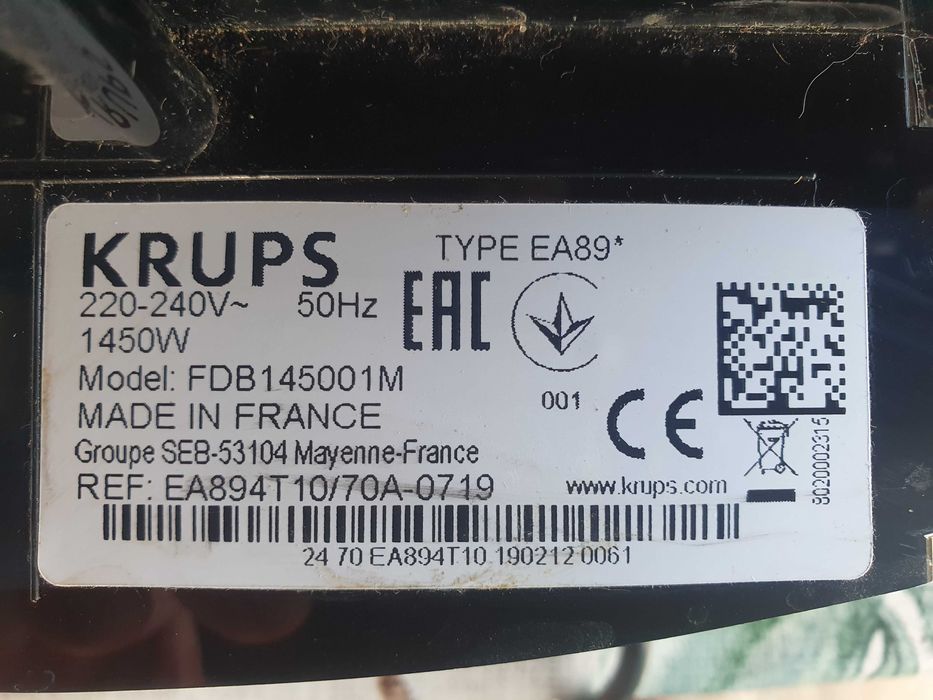 KRUPS
TYPE EA89*
220-240V~ 50Hz
1450W
EAC
Model: FDB145001M
001
MADE IN FRANCE
CE
Groupe SEB-53104 Mayenne-France
REF: EA894T10/70A-0719
www.krups.com
8020002315
24 70 EA894T10 190212 0061